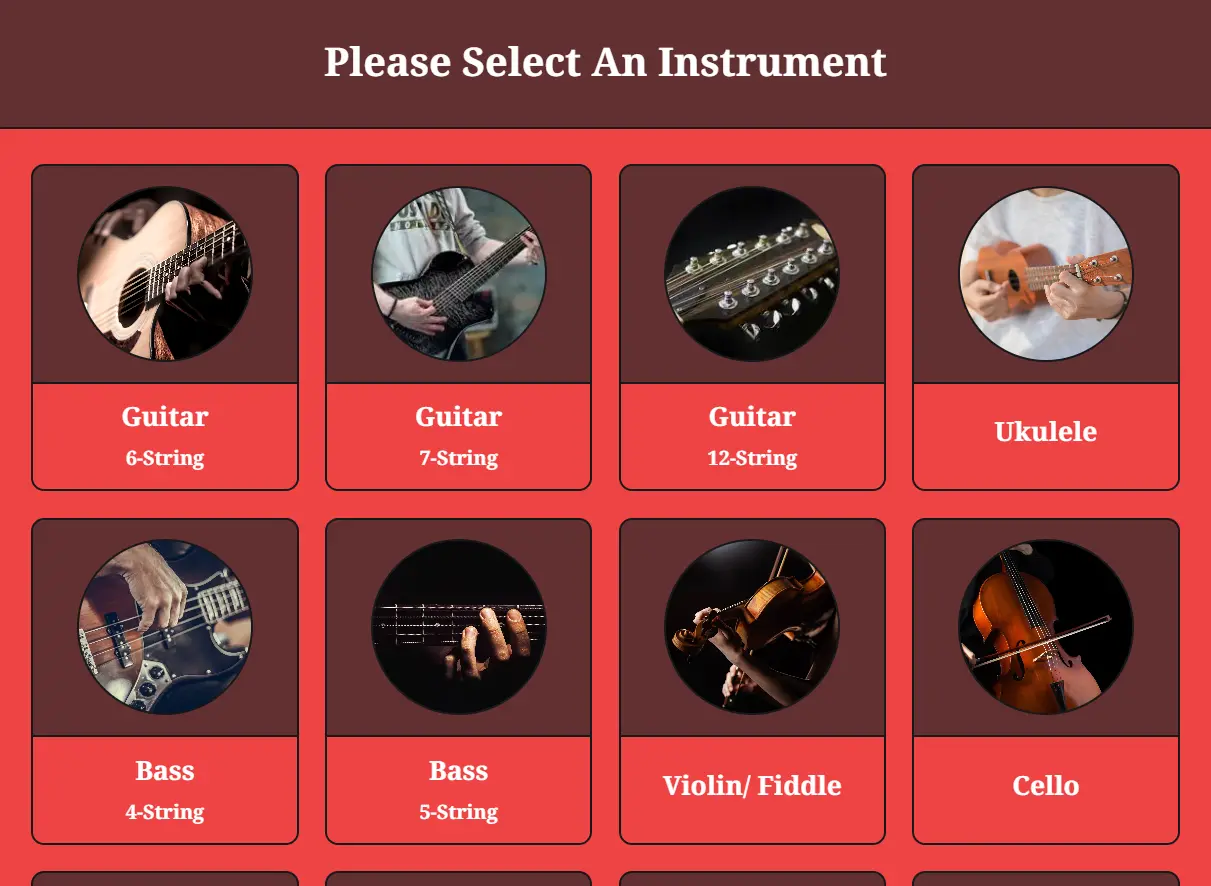 Please Select An Instrument
Guitar
6-String
Guitar
7-String
Guitar
12-String
Ukulele
Bass
4-String
Bass
5-String
Violin/ Fiddle
Cello